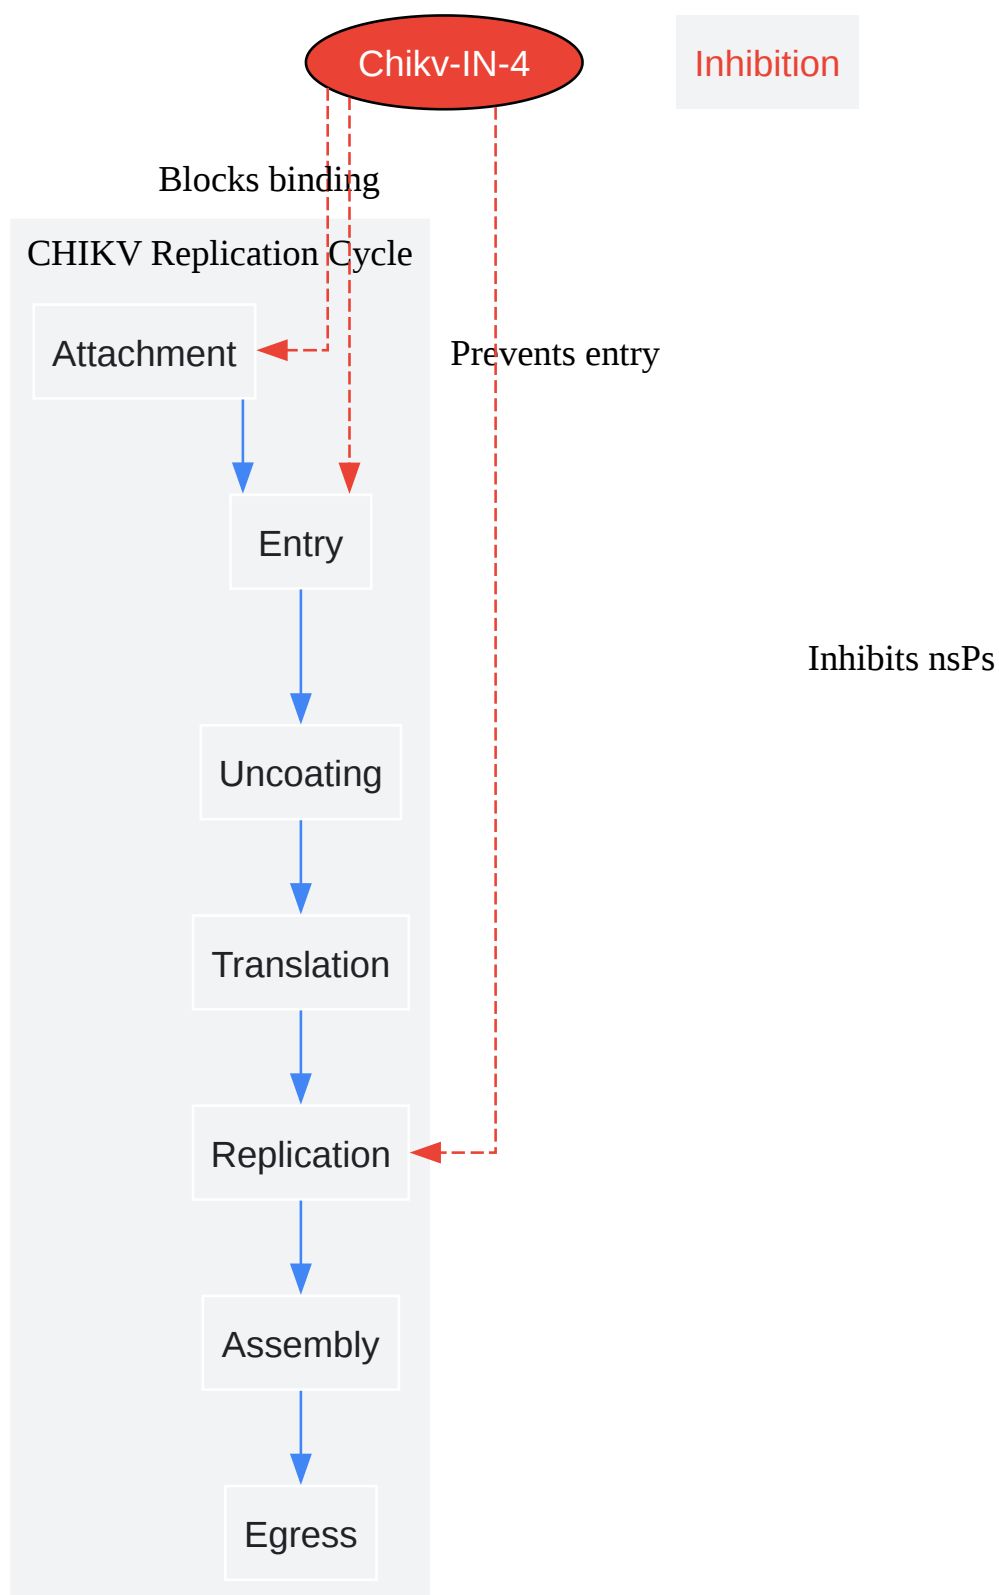 Chikv-IN-4
Inhibition
Blocks binding
CHIKV Replication Cycle
Attachment
Prevents entry
Entry
Inhibits nsPs
Uncoating
Translation
Replication
Assembly
Egress